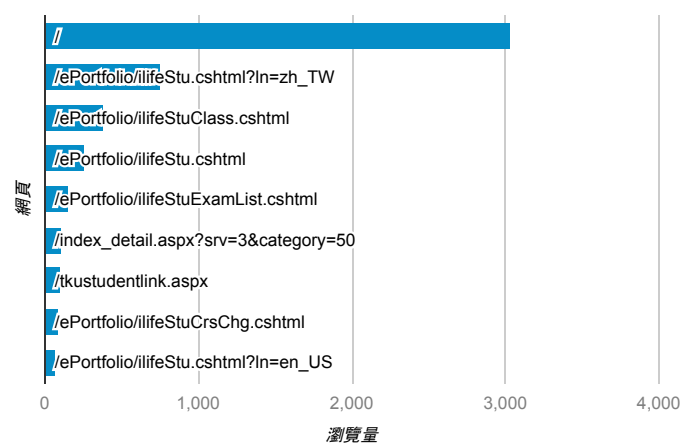 /
/ePortfolio/ilifeStu.cshtml?ln=zh_TW
/ePortfolio/ilifeStuClass.cshtml
/ePortfolio/ilifeStu.cshtml
/ePortfolio/ilifeStuExamList.cshtml
/index_detail.aspx?srv=3&category=50
/tkustudentlink.aspx
/ePortfolio/ilifeStuCrsChg.cshtml
/ePortfolio/ilifeStu.cshtml?ln=en_US
網頁
0 1,000 2,000 3,000 4,000
瀏覽量